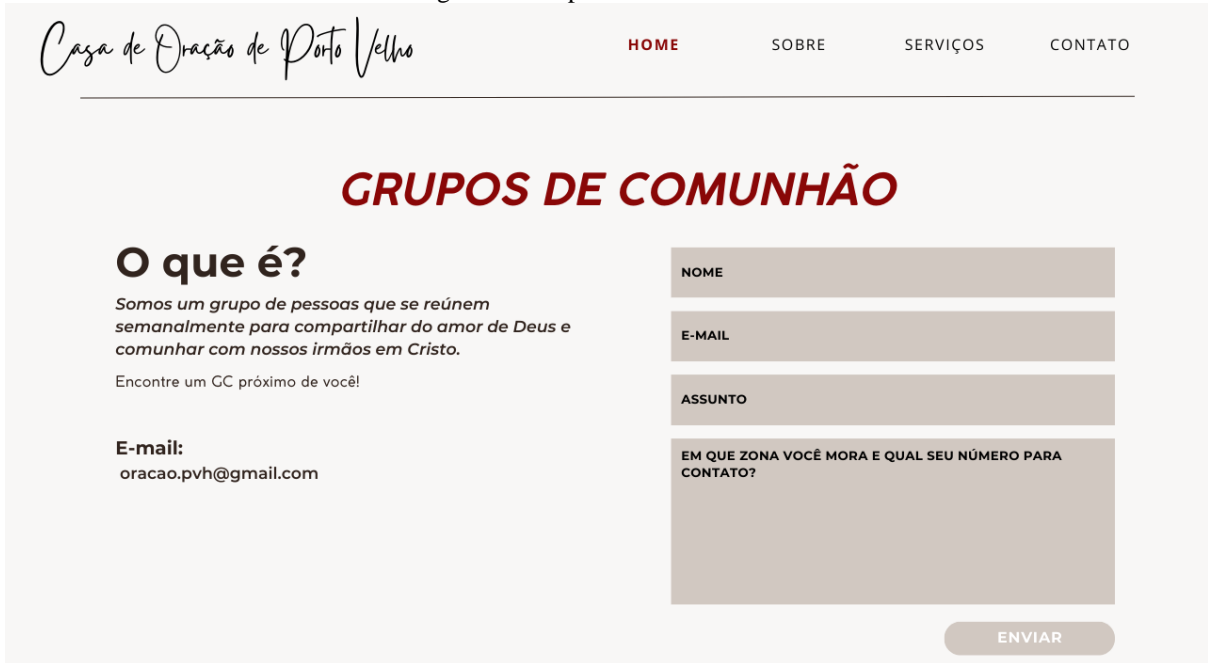 Casa de Oração de Porto Velho
HOME SOBRE SERVIÇOS CONTATO
GRUPOS DE COMUNHÃO
O que é?
Somos um grupo de pessoas que se reúnem
semanalmente para compartilhar do amor de Deus e
comunhar com nossos irmãos em Cristo.
Encontre um GC próximo de você!
E-mail:
oracao.pvh@gmail.com
NOME
E-MAIL
ASSUNTO
EM QUE ZONA VOCÊ MORA E QUAL SEU NÚMERO PARA
CONTATO?
ENVIAR